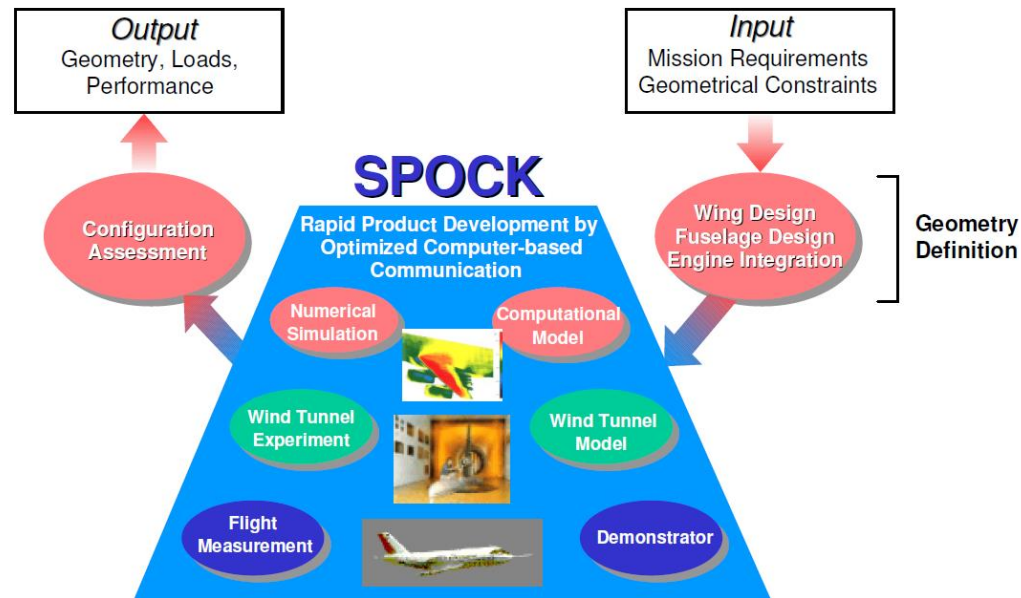 Output
Geometry, Loads,
Performance
Input
Mission Requirements
Geometrical Constraints
SPOCK
Configuration
Assessment
Rapid Product Development by
Optimized Computer-based
Communication
Wing Design
Fuselage Design
Engine Integration
Geometry
Definition
Numerical
Simulation
Computational
Model
Wind Tunnel
Experiment
Wind Tunnel
Model
Flight
Measurement
Demonstrator